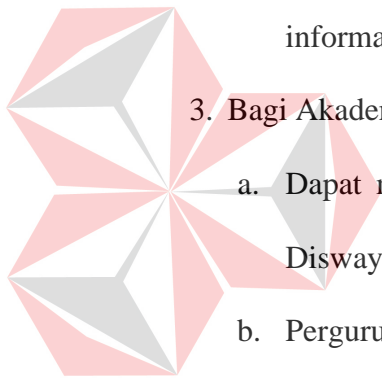 informa
3. Bagi Akader
a. Dapat r
Disway
b. Perguru